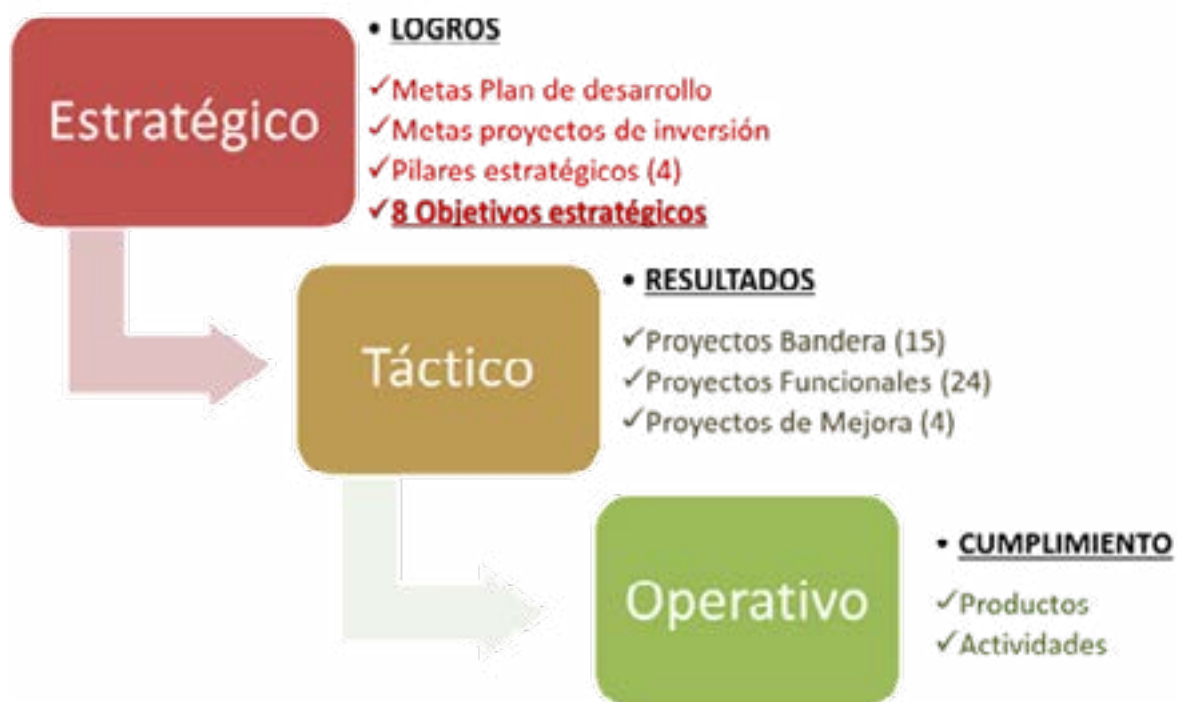 Estratégico
• LOGROS
✓Metas Plan de desarrollo
✓Metas proyectos de inversión
✓Pilares estratégicos (4)
✓8 Objetivos estratégicos
Táctico
• RESULTADOS
✓Proyectos Bandera (15)
✓Proyectos Funcionales (24)
✓Proyectos de Mejora (4)
Operativo
• CUMPLIMIENTO
✓Productos
✓Actividades